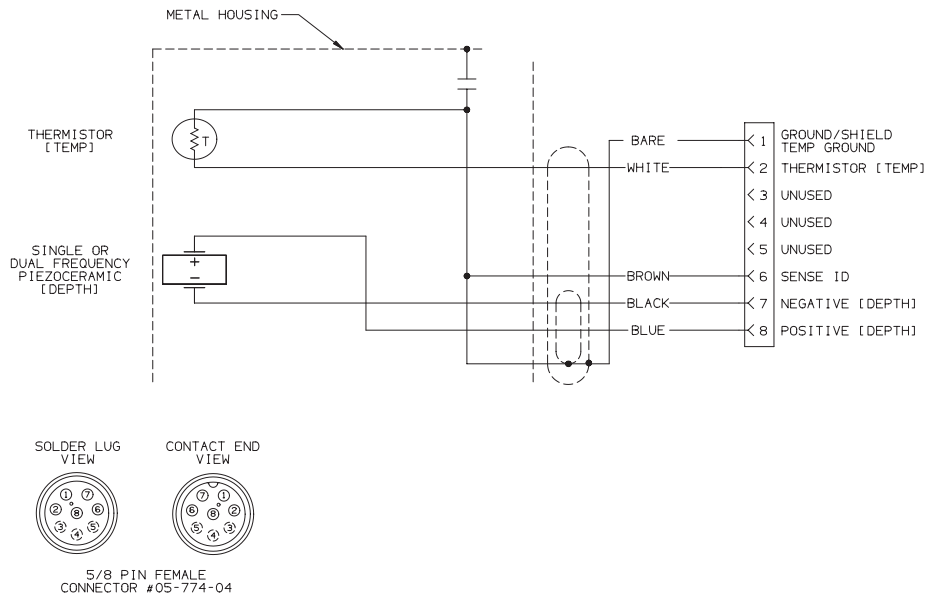 METAL HOUSING
THERMISTOR
[TEMP]
T
SINGLE OR
DUAL FREQUENCY
PIEZOCERAMIC
[DEPTH]
+
−
BARE
WHITE
BROWN
BLACK
BLUE
1 GROUND/SHIELD
TEMP GROUND
2 THERMISTOR [TEMP]
3 UNUSED
4 UNUSED
5 UNUSED
6 SENSE ID
7 NEGATIVE [DEPTH]
8 POSITIVE [DEPTH]
SOLDER LUG
VIEW
1 7
2 8 6
3 4 5
CONTACT END
VIEW
7 1
6 8 2
5 4 3
5/8 PIN FEMALE
CONNECTOR #05-774-04